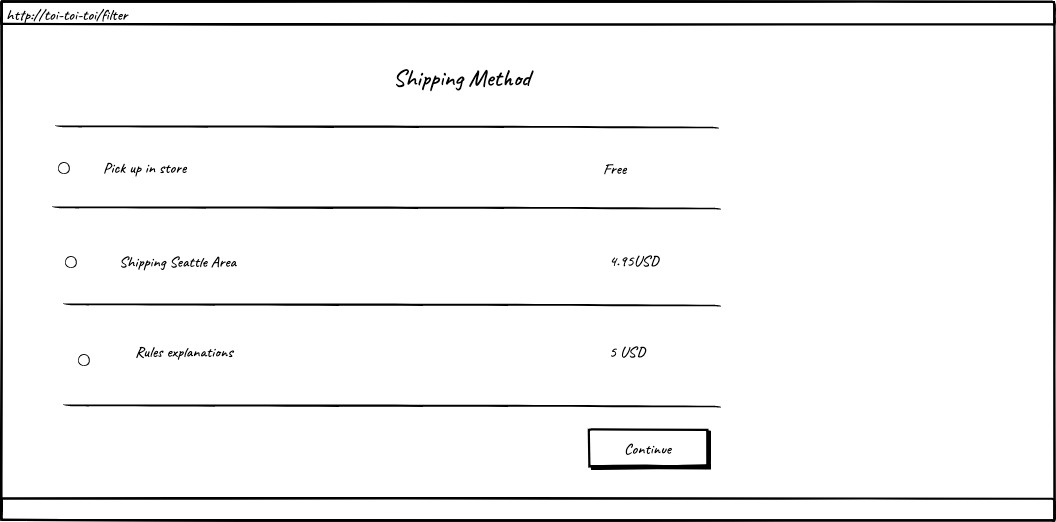 http://toi-toi-toi/filter
Shipping Method
Pick up in store Free
Shipping Seattle Area 4.95USD
Rules explanations 5 USD
Continue